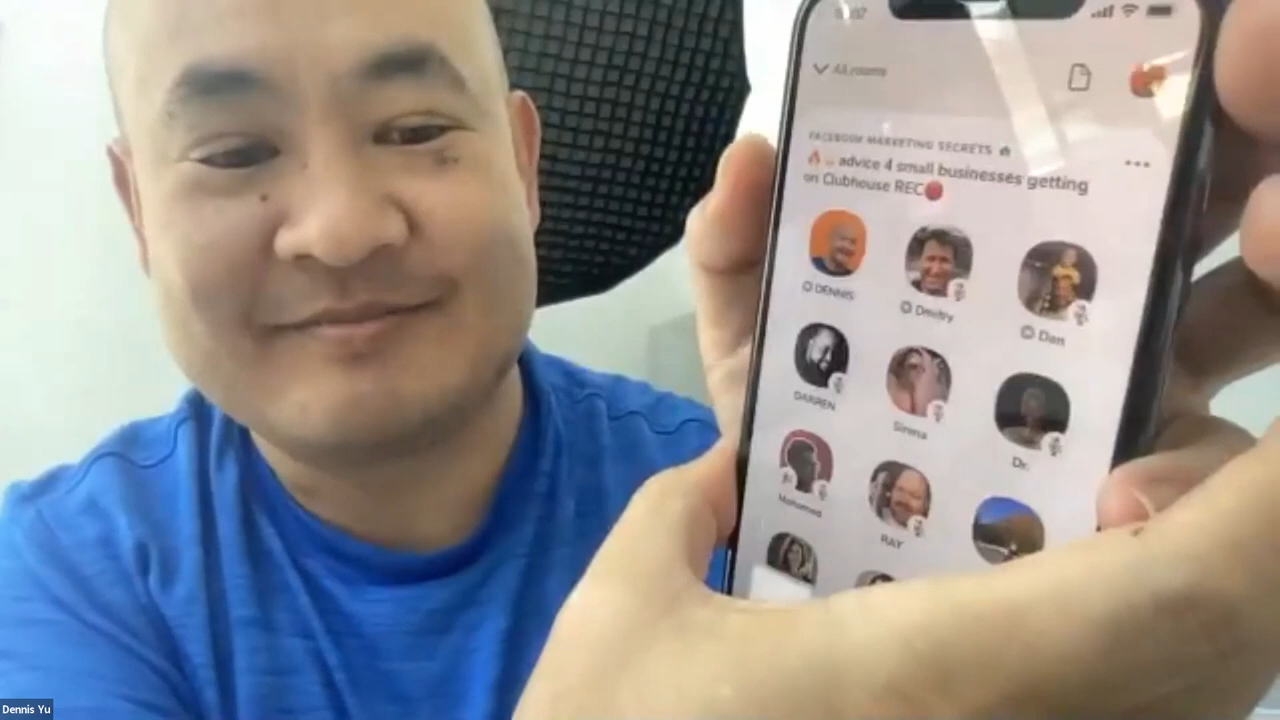 All rooms
FACEBOOK MARKETING SECRETS
advice 4 small businesses getting
on Clubhouse REC
DENNIS
Dmitry
Dan
DARREN
Sirena
Dr.
Mohamed
RAY
Dennis Yu